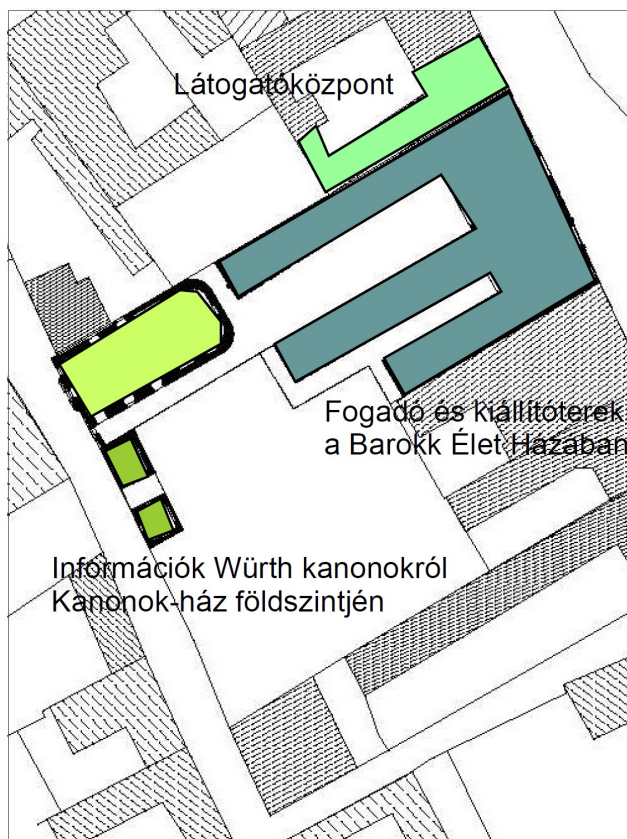 Látogatóközpont
Fogadó és kiállítóterek
a Barokk Élet Házában
Információk Würth kanonokról
Kanonok-ház földszintjén